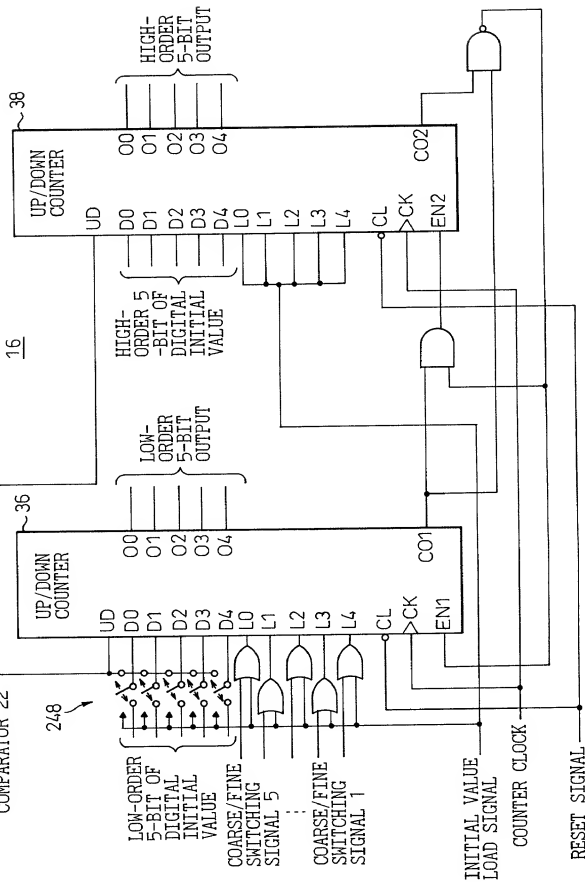 COMPARATOR 22
16
36
UP/DOWN
COUNTER
UD
D0
D1
D2
D3
D4
L0
L1
L2
L3
L4
CL
CK
EN1
O0
O1
O2
O3
O4
CO1
LOW-
ORDER
5-BIT
OUTPUT
248
LOW-ORDER
5-BIT OF
DIGITAL
INITIAL
VALUE
COARSE/FINE
SWITCHING
SIGNAL 5
COARSE/FINE
SWITCHING
SIGNAL 1
INITIAL VALUE
LOAD SIGNAL
COUNTER CLOCK
RESET SIGNAL
38
UP/DOWN
COUNTER
UD
D0
D1
D2
D3
D4
L0
L1
L2
L3
L4
CL
CK
EN2
O0
O1
O2
O3
O4
CO2
HIGH-
ORDER
5-BIT
OUTPUT
HIGH-
ORDER 5
-BIT OF
DIGITAL
INITIAL
VALUE